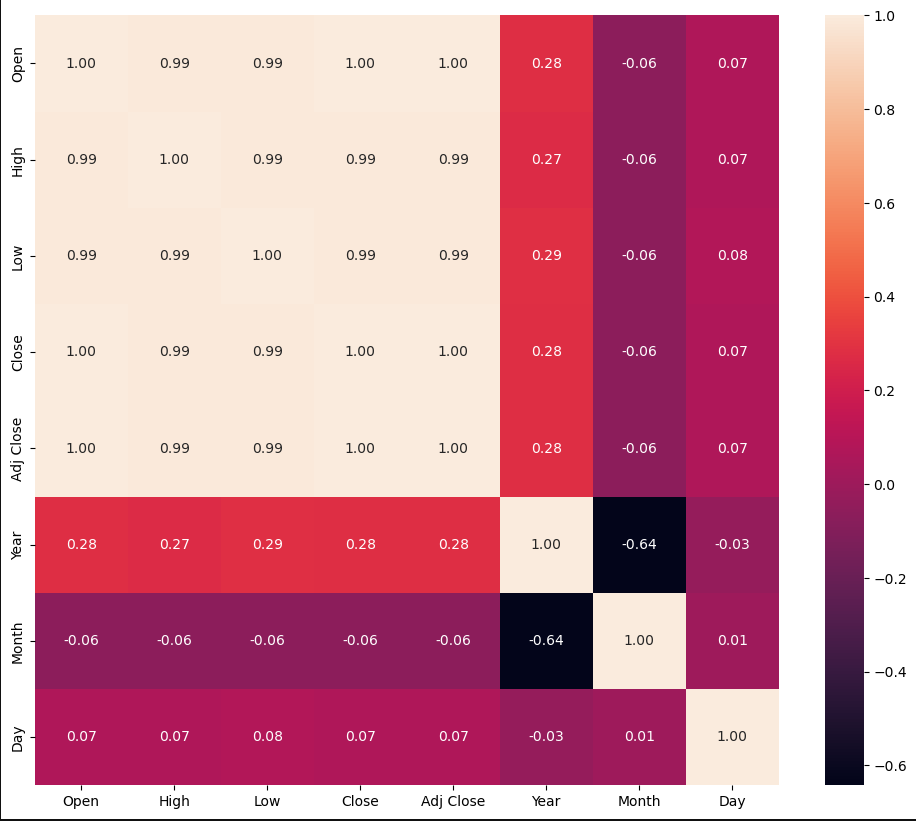 Open 1.00 0.99 0.99 1.00 1.00 0.28 -0.06 0.07
High 0.99 1.00 0.99 0.99 0.99 0.27 -0.06 0.07
Low 0.99 0.99 1.00 0.99 0.99 0.29 -0.06 0.08
Close 1.00 0.99 0.99 1.00 1.00 0.28 -0.06 0.07
Adj Close 1.00 0.99 0.99 1.00 1.00 0.28 -0.06 0.07
Year 0.28 0.27 0.29 0.28 0.28 1.00 -0.64 -0.03
Month -0.06 -0.06 -0.06 -0.06 -0.06 -0.64 1.00 0.01
Day 0.07 0.07 0.08 0.07 0.07 -0.03 0.01 1.00
Open High Low Close Adj Close Year Month Day
1.0
0.8
0.6
0.4
0.2
0.0
−0.2
−0.4
−0.6